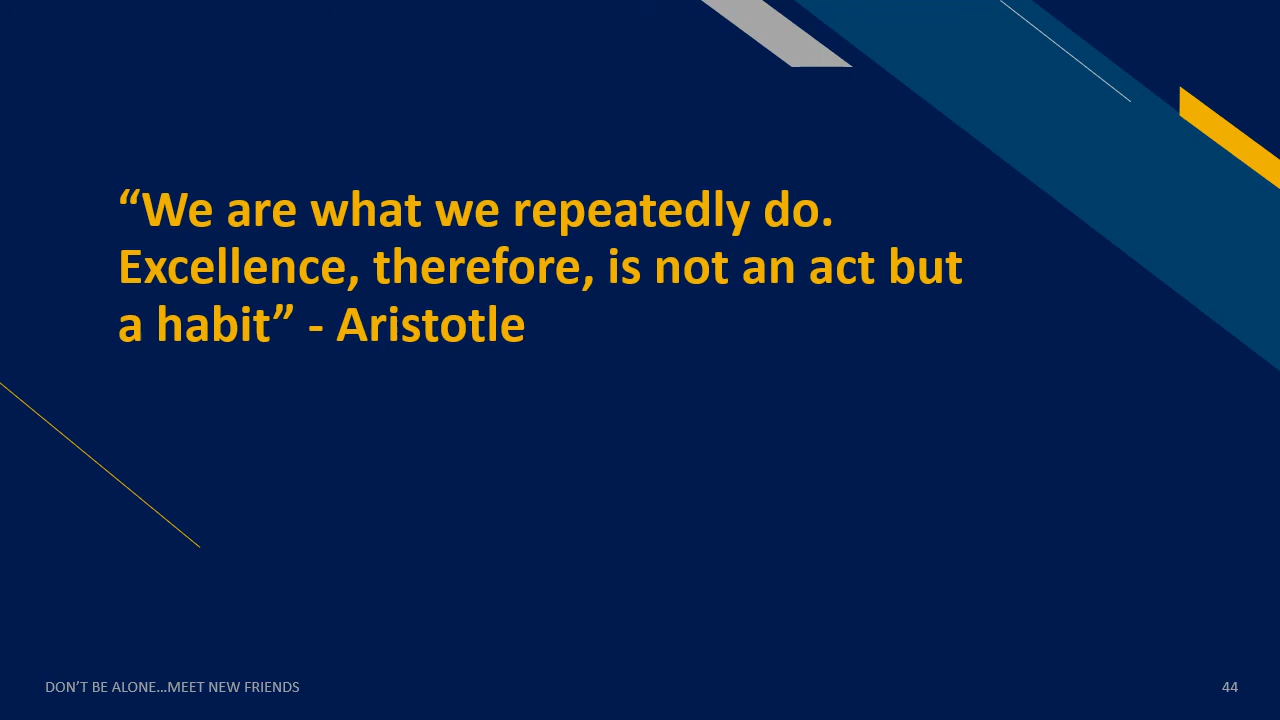 “We are what we repeatedly do.
Excellence, therefore, is not an act but
a habit” - Aristotle
DON’T BE ALONE…MEET NEW FRIENDS
44